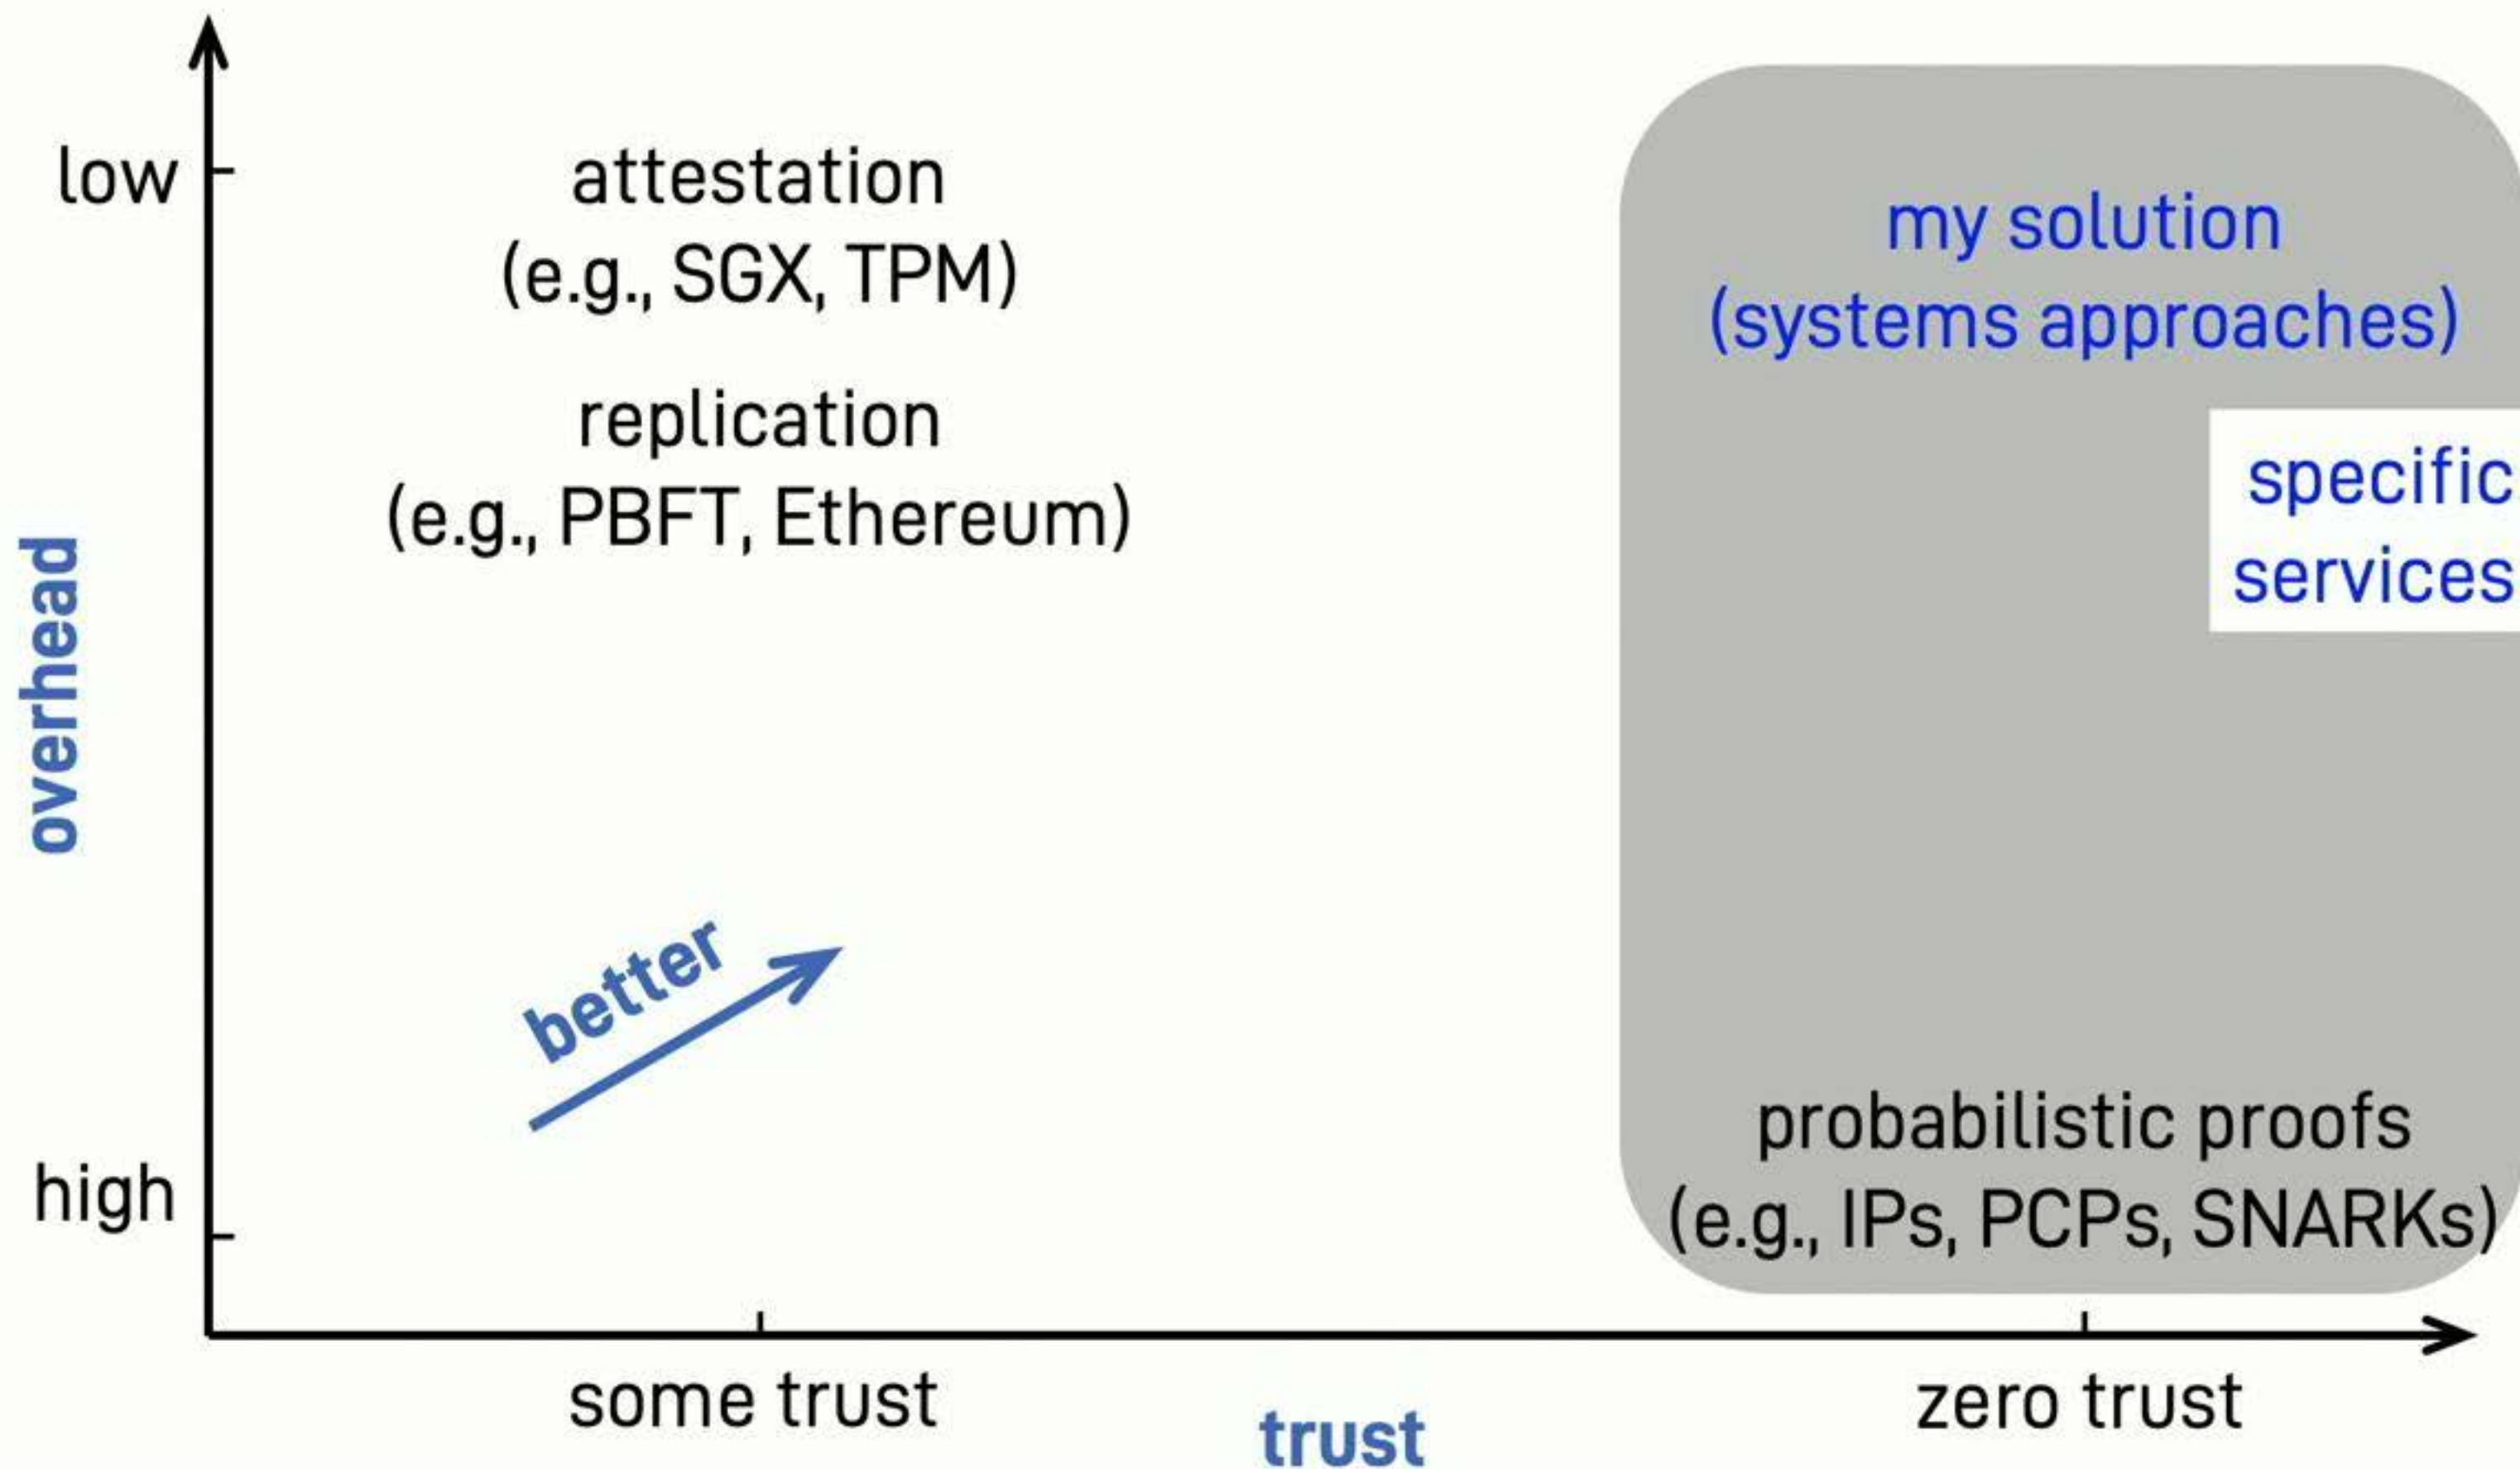 low
attestation
(e.g., SGX, TPM)
replication
(e.g., PBFT, Ethereum)
my solution
(systems approaches)
specific
services
overhead
better
high
probabilistic proofs
(e.g., IPs, PCPs, SNARKs)
some trust
zero trust
trust